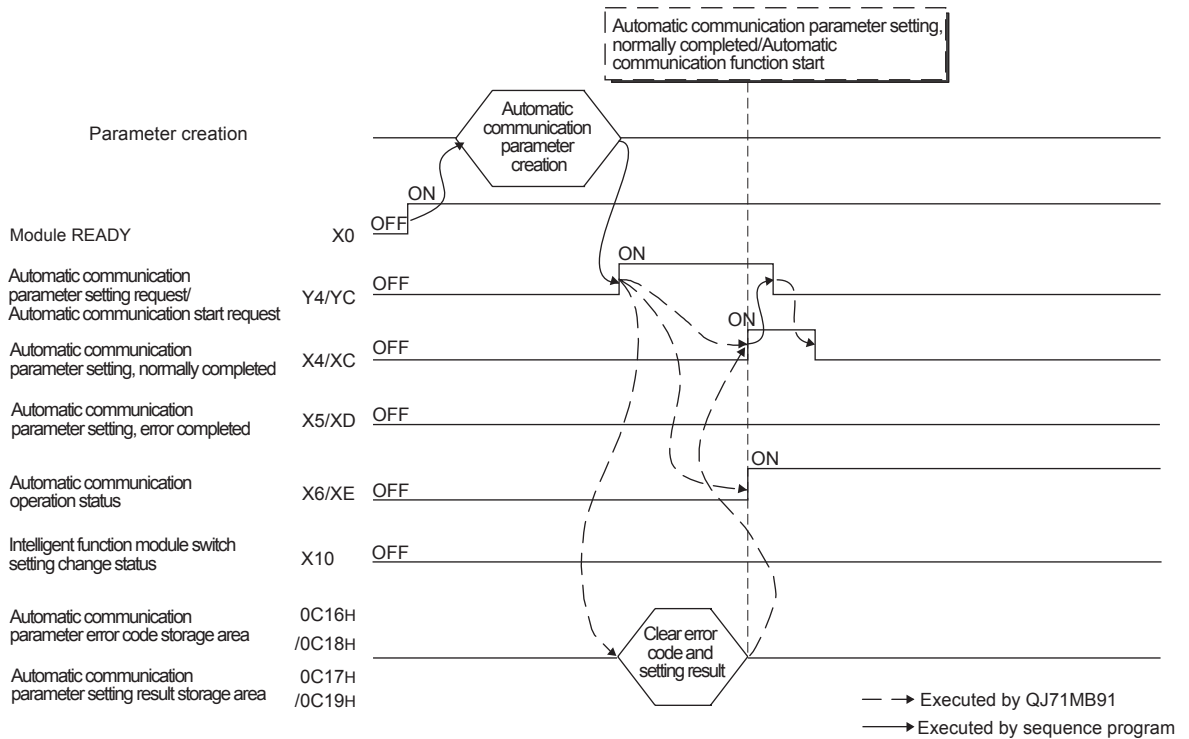 Automatic communication parameter setting,
normally completed/Automatic
communication function start
Parameter creation
Automatic
communication
parameter
creation
ON
Module READY X0 OFF
ON
Automatic communication
parameter setting request/
Automatic communication start request
Y4/YC OFF
ON
Automatic communication
parameter setting, normally completed
X4/XC OFF
Automatic communication
parameter setting, error completed
X5/XD OFF
ON
Automatic communication
operation status
X6/XE OFF
Intelligent function module switch
setting change status
X10 OFF
Automatic communication
parameter error code storage area
0C16H
/0C18H
Automatic communication
parameter setting result storage area
0C17H
/0C19H
Clear error
code and
setting result
Executed by QJ71MB91
Executed by sequence program